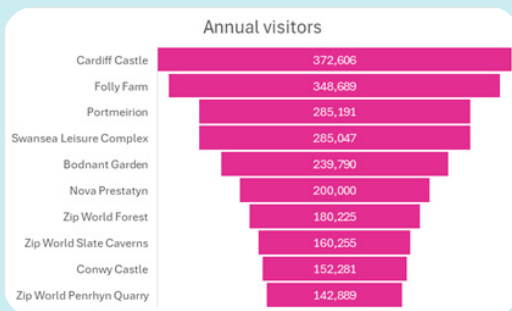 Annual visitors
Cardiff Castle 372,606
Folly Farm 348,689
Portmeirion 285,191
Swansea Leisure Complex 285,047
Bodnant Garden 239,790
Nova Prestatyn 200,000
Zip World Forest 180,225
Zip World Slate Caverns 160,255
Conwy Castle 152,281
Zip World Penrhyn Quarry 142,889